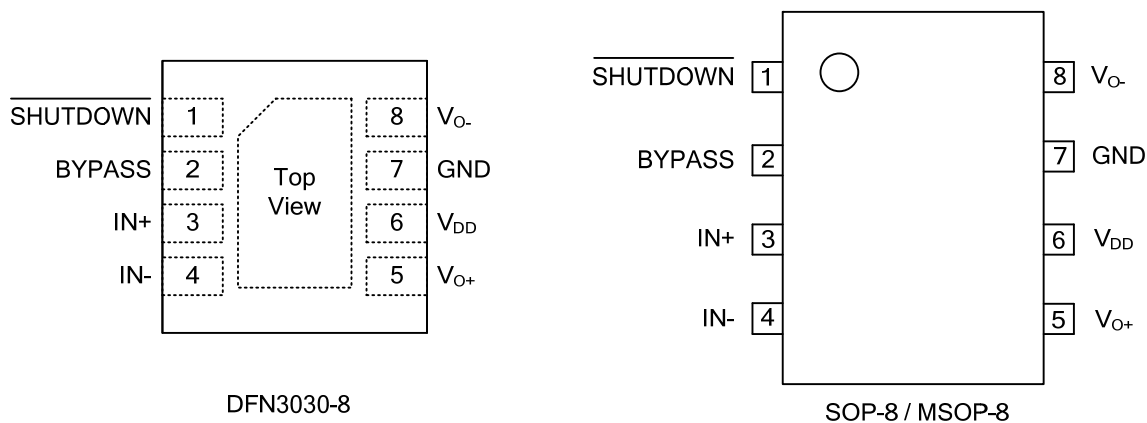 SHUTDOWN 1 8 VO-
BYPASS 2 7 GND
IN+ 3 6 VDD
IN- 4 5 VO+
Top
View
DFN3030-8
SHUTDOWN 1 8 VO-
BYPASS 2 7 GND
IN+ 3 6 VDD
IN- 4 5 VO+
SOP-8 / MSOP-8